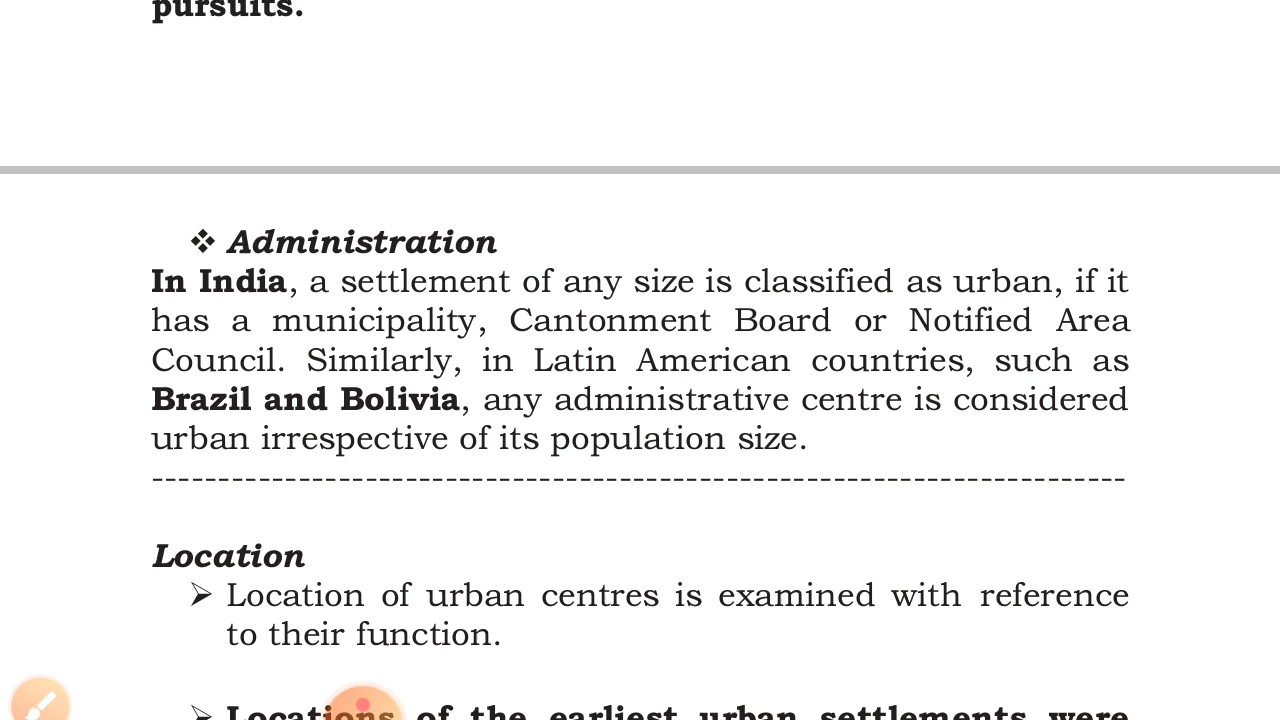 pursuits.
❖ Administration
In India, a settlement of any size is classified as urban, if it
has a municipality, Cantonment Board or Notified Area
Council. Similarly, in Latin American countries, such as
Brazil and Bolivia, any administrative centre is considered
urban irrespective of its population size.
--------------------------------------------------------------------------
Location
➢ Location of urban centres is examined with reference
to their function.
➢ Locations of the earliest urban settlements were